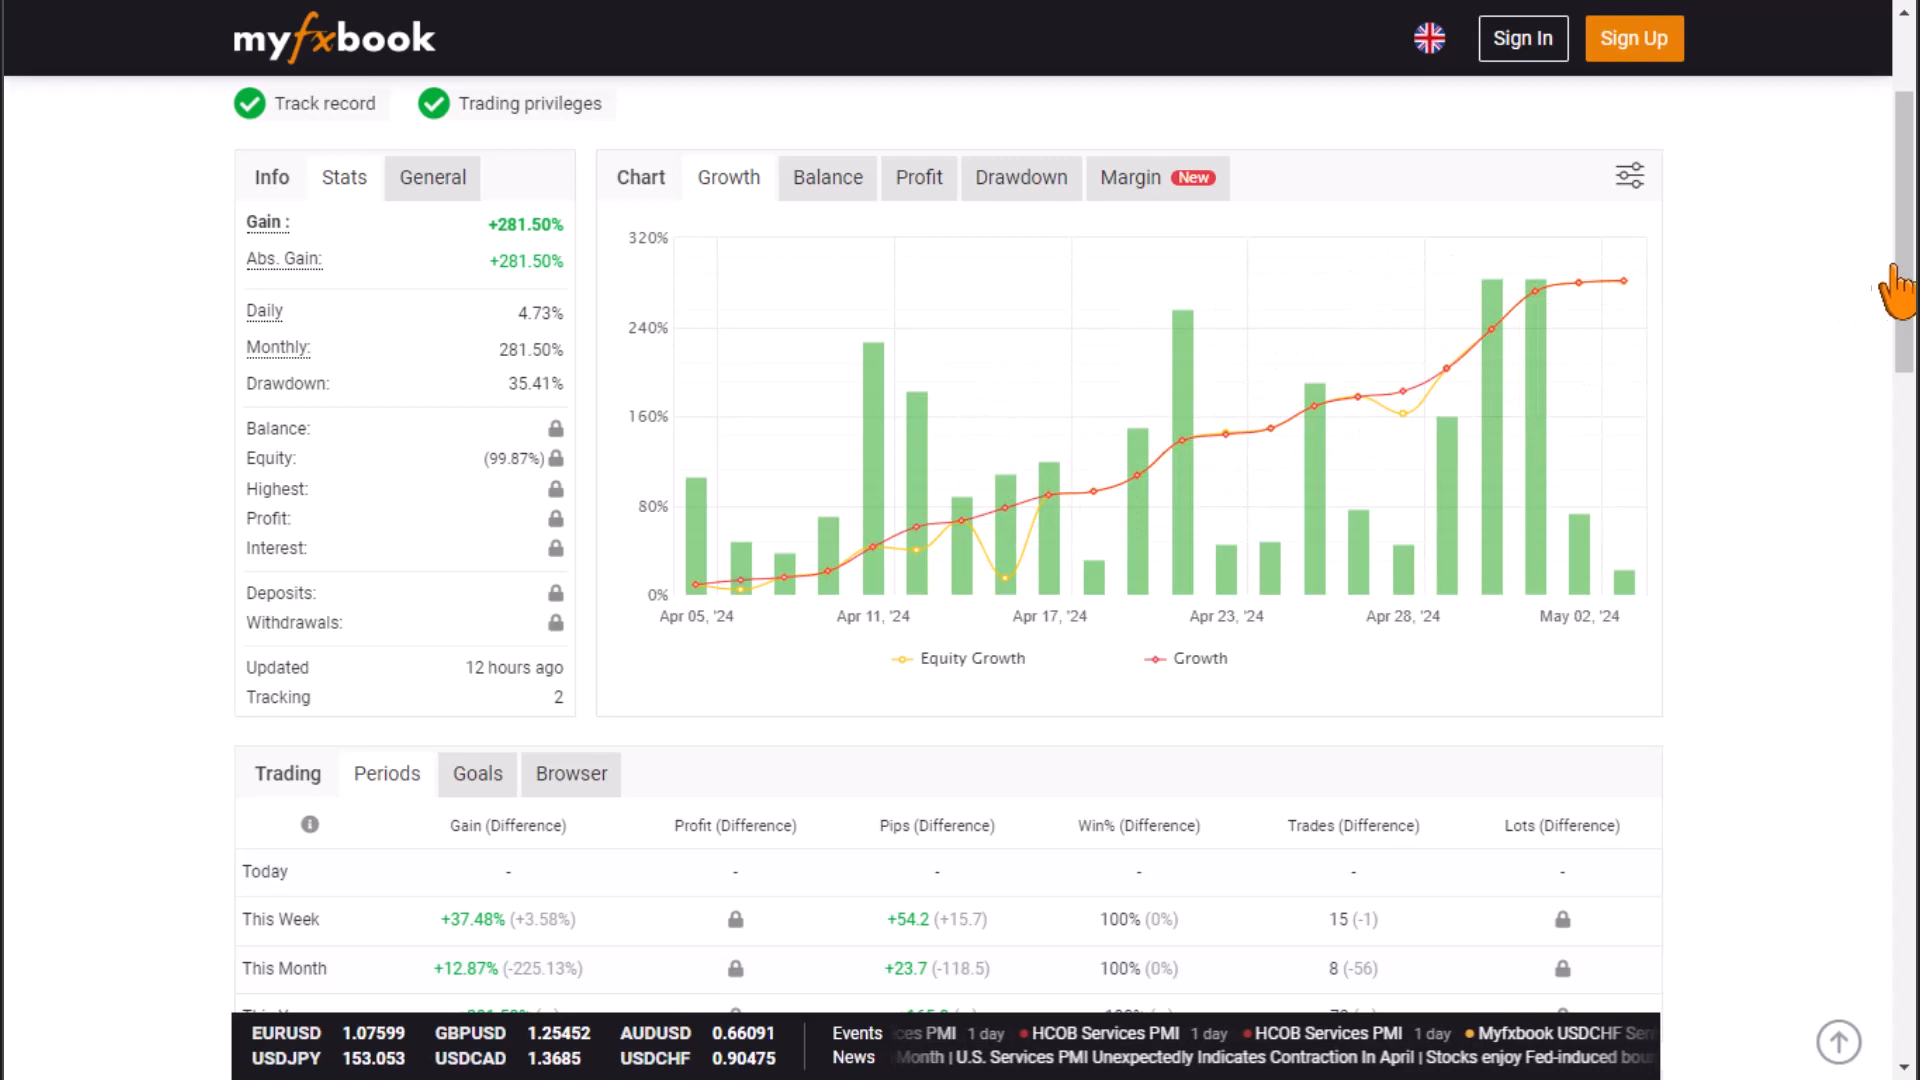 myfxbook
Sign In
Sign Up
Track record
Trading privileges
Info Stats General
Gain : +281.50%
Abs. Gain: +281.50%
Daily 4.73%
Monthly: 281.50%
Drawdown: 35.41%
Balance:
Equity: (99.87%)
Highest:
Profit:
Interest:
Deposits:
Withdrawals:
Updated 12 hours ago
Tracking 2
Chart Growth Balance Profit Drawdown Margin New
320%
240%
160%
80%
0%
Apr 05, '24 Apr 11, '24 Apr 17, '24 Apr 23, '24 Apr 28, '24 May 02, '24
Equity Growth Growth
Trading Periods Goals Browser
Gain (Difference) Profit (Difference) Pips (Difference) Win% (Difference) Trades (Difference) Lots (Difference)
Today - - - - - -
This Week +37.48% (+3.58%) +54.2 (+15.7) 100% (0%) 15 (-1)
This Month +12.87% (-225.13%) +23.7 (-118.5) 100% (0%) 8 (-56)
EURUSD 1.07599 GBPUSD 1.25452 AUDUSD 0.66091
USDJPY 153.053 USDCAD 1.3685 USDCHF 0.90475
Events ces PMI 1 day HCOB Services PMI 1 day HCOB Services PMI 1 day Myfxbook USDCHF Sen
News Month | U.S. Services PMI Unexpectedly Indicates Contraction In April | Stocks enjoy Fed-induced bou